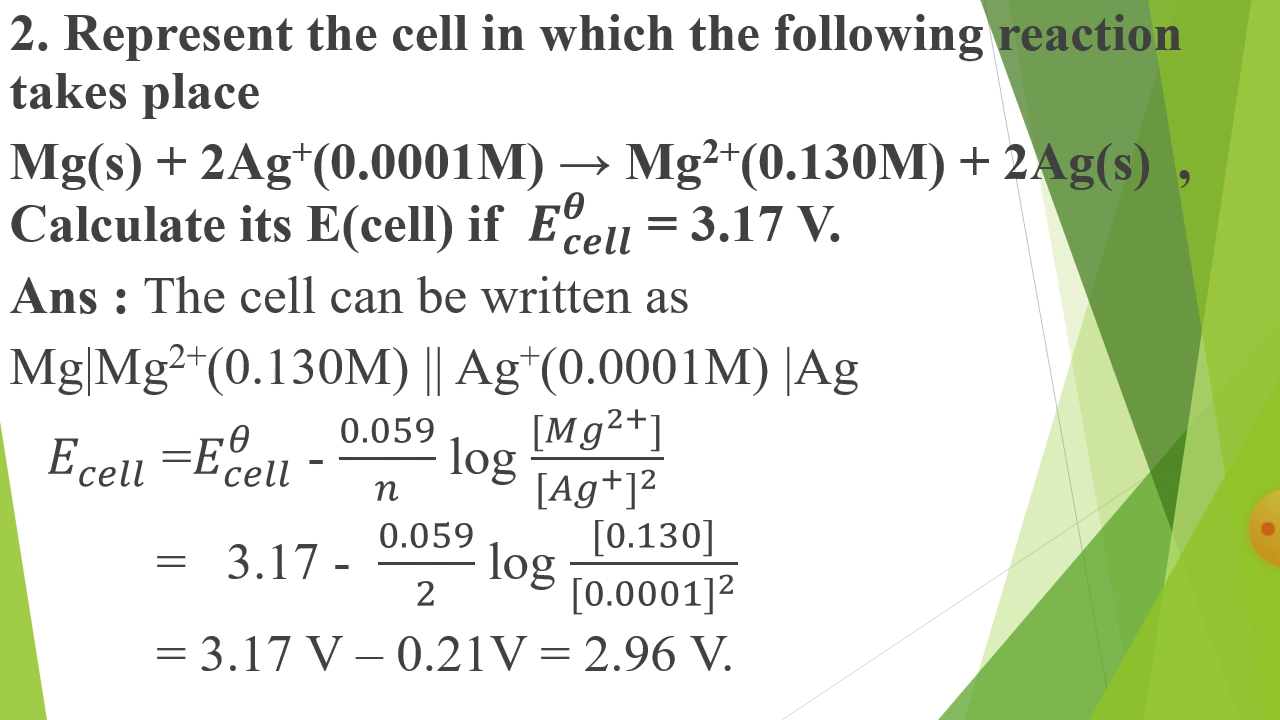 2. Represent the cell in which the following reaction
takes place
Mg(s) + 2Ag⁺(0.0001M) → Mg²⁺(0.130M) + 2Ag(s) ,
Calculate its E(cell) if E^θ_cell = 3.17 V.
Ans : The cell can be written as
Mg|Mg²⁺(0.130M) || Ag⁺(0.0001M) |Ag
E_cell =E^θ_cell - 0.059/n log [Mg²⁺]/[Ag⁺]²
= 3.17 - 0.059/2 log [0.130]/[0.0001]²
= 3.17 V – 0.21V = 2.96 V.